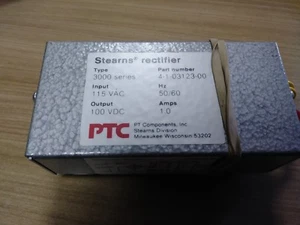 Stearns® rectifier
Type Part number
3000 series 4-1-03123-00
Input Hz
115 VAC 50/60
Output Amps
100 VDC 1.0
PTC PT Components, Inc.
Stearns Division
Milwaukee Wisconsin 53202